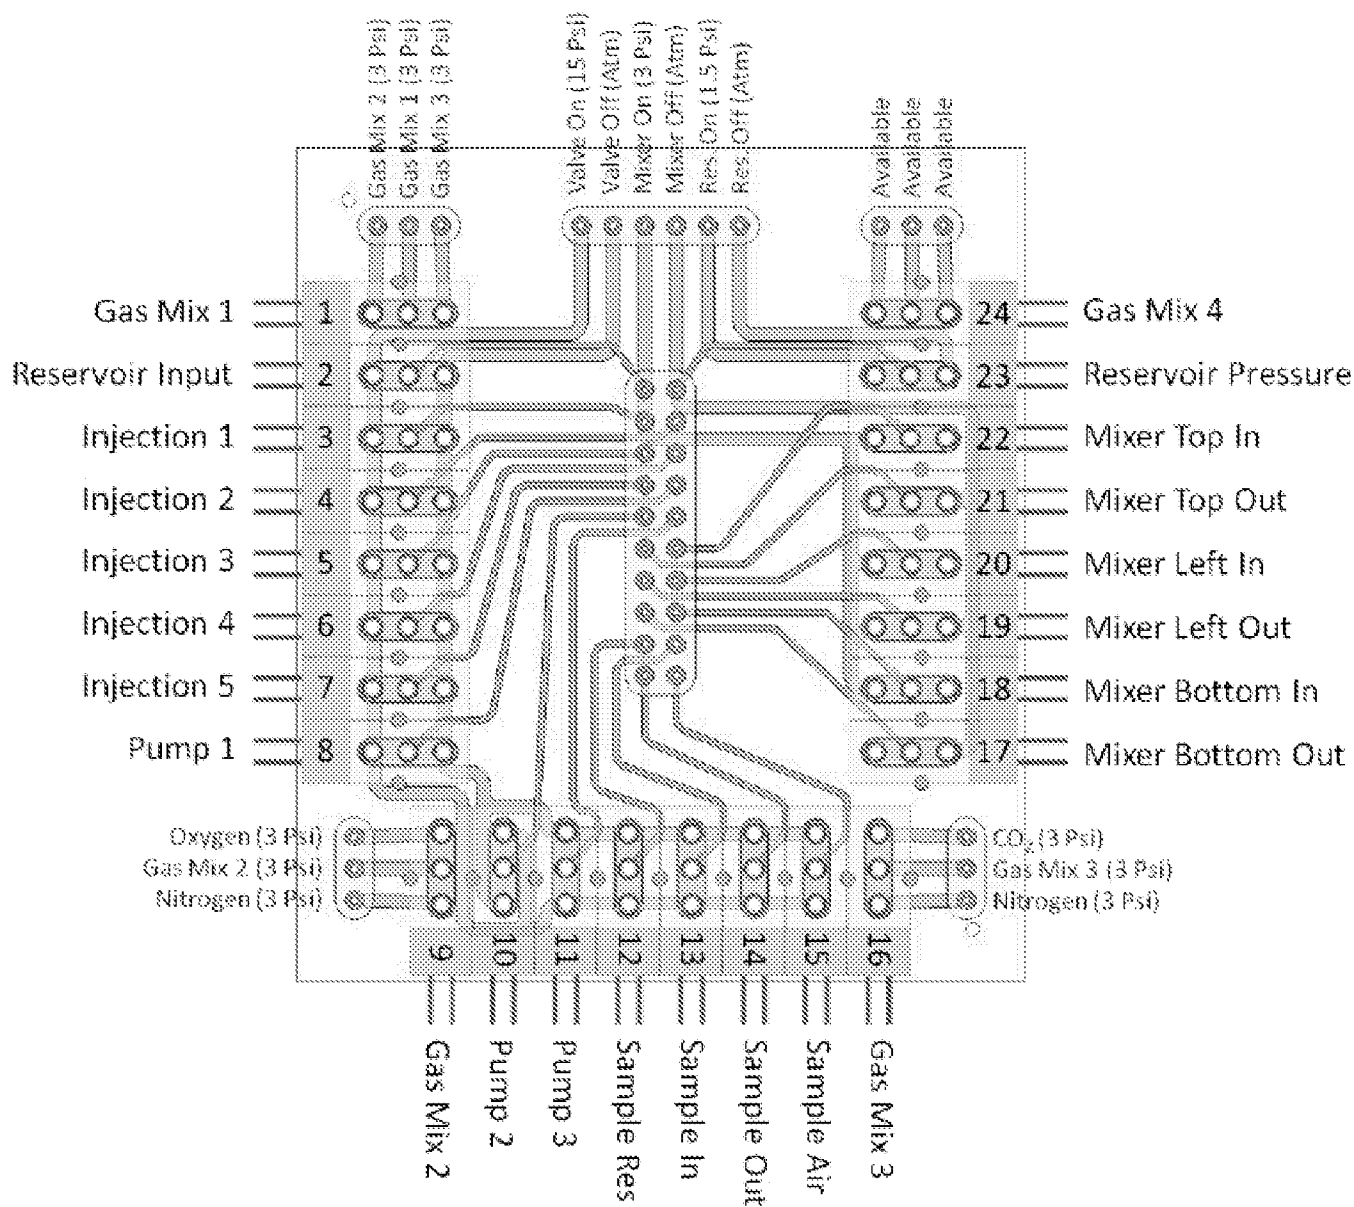 Gas Mix 2 (3 Psi)
Gas Mix 1 (3 Psi)
Gas Mix 3 (3 Psi)
Valve On (15 Psi)
Valve Off (Atm)
Mixer On (3 Psi)
Mixer Off (Atm)
Res. On (1.5 Psi)
Res. Off (Atm)
Available
Available
Available
Gas Mix 1 1
Reservoir Input 2
Injection 1 3
Injection 2 4
Injection 3 5
Injection 4 6
Injection 5 7
Pump 1 8
24 Gas Mix 4
23 Reservoir Pressure
22 Mixer Top In
21 Mixer Top Out
20 Mixer Left In
19 Mixer Left Out
18 Mixer Bottom In
17 Mixer Bottom Out
Oxygen (3 Psi)
Gas Mix 2 (3 Psi)
Nitrogen (3 Psi)
CO₂ (3 Psi)
Gas Mix 3 (3 Psi)
Nitrogen (3 Psi)
9 Gas Mix 2
10 Pump 2
11 Pump 3
12 Sample Res
13 Sample In
14 Sample Out
15 Sample Air
16 Gas Mix 3